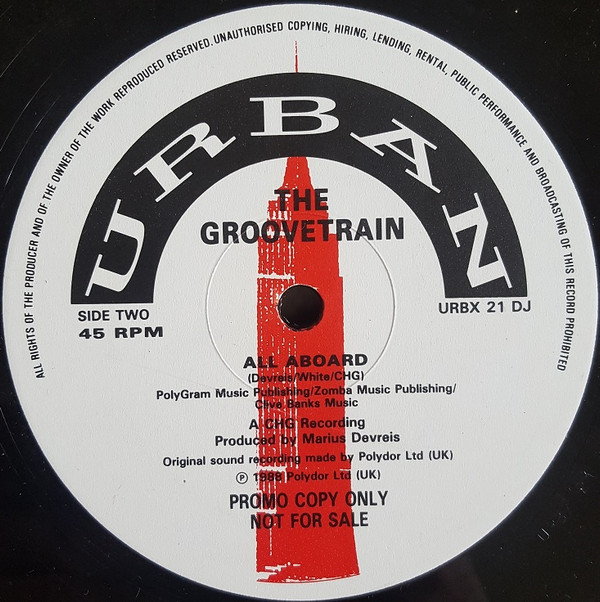 ALL RIGHTS OF THE PRODUCER AND OF THE OWNER OF THE WORK REPRODUCED RESERVED. UNAUTHORISED COPYING, HIRING, LENDING, RENTAL, PUBLIC PERFORMANCE AND BROADCASTING OF THIS RECORD PROHIBITED
URBAN
THE
GROOVETRAIN
SIDE TWO
45 RPM
URBX 21 DJ
ALL ABOARD
(Devreis/White/CHG)
PolyGram Music Publishing/Zomba Music Publishing/
Clive Banks Music
A CHG Recording
Produced by Marius Devreis
Original sound recording made by Polydor Ltd (UK)
℗ 1988 Polydor Ltd (UK)
PROMO COPY ONLY
NOT FOR SALE